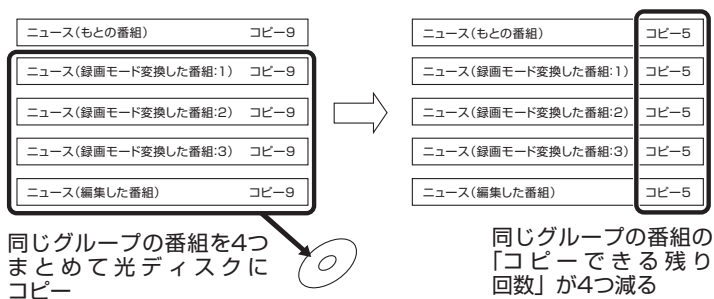 ニュース(もとの番組) コピー9
ニュース(録画モード変換した番組:1) コピー9
ニュース(録画モード変換した番組:2) コピー9
ニュース(録画モード変換した番組:3) コピー9
ニュース(編集した番組) コピー9
同じグループの番組を4つ
まとめて光ディスクに
コピー
ニュース(もとの番組) コピー5
ニュース(録画モード変換した番組:1) コピー5
ニュース(録画モード変換した番組:2) コピー5
ニュース(録画モード変換した番組:3) コピー5
ニュース(編集した番組) コピー5
同じグループの番組の
「コピーできる残り
回数」が4つ減る